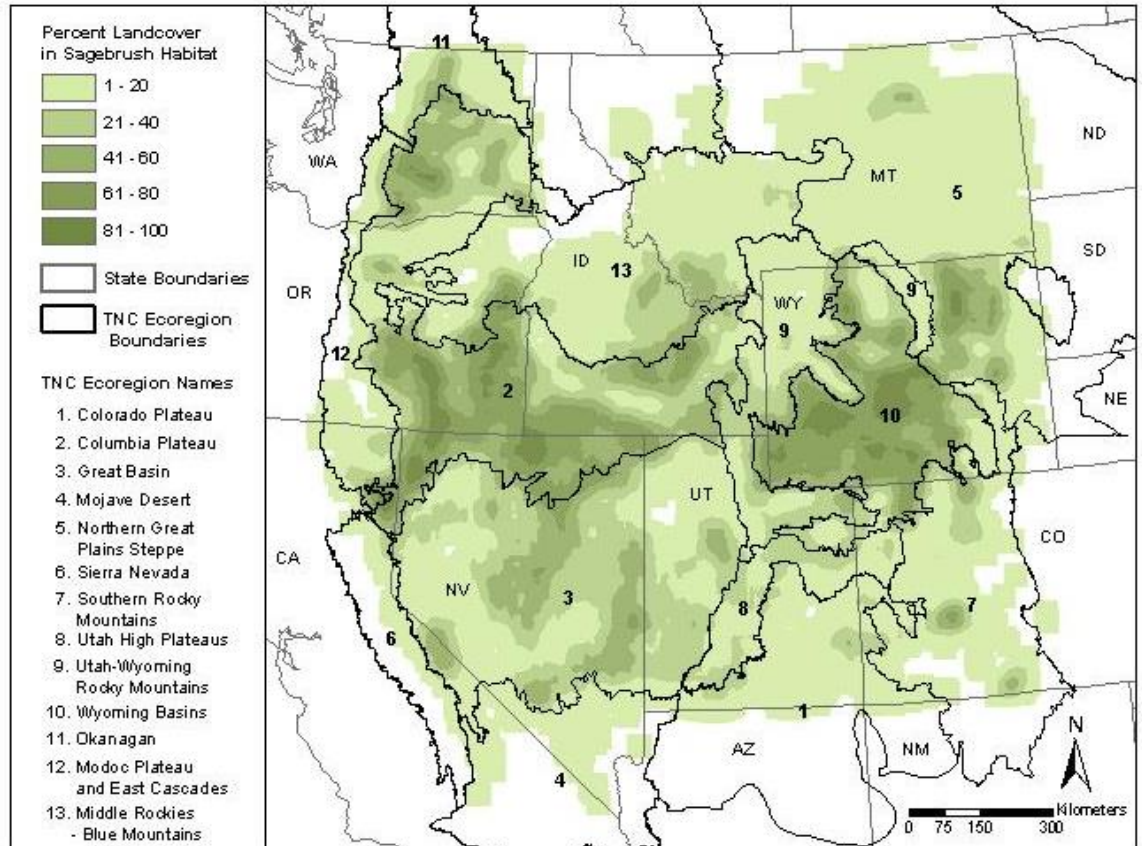 Percent Landcover
in Sagebrush Habitat
1 - 20
21 - 40
41 - 60
61 - 80
81 - 100
State Boundaries
TNC Ecoregion
Boundaries
TNC Ecoregion Names
1. Colorado Plateau
2. Columbia Plateau
3. Great Basin
4. Mojave Desert
5. Northern Great
Plains Steppe
6. Sierra Nevada
7. Southern Rocky
Mountains
8. Utah High Plateaus
9. Utah-Wyoming
Rocky Mountains
10. Wyoming Basins
11. Okanagan
12. Modoc Plateau
and East Cascades
13. Middle Rockies
- Blue Mountains
11
WA
ND
MT
5
OR
ID
13
SD
WY
9
9
12
2
10
NE
UT
CA
CO
NV
3
8
7
6
1
AZ
NM
N
4
Kilometers
0 75 150 300